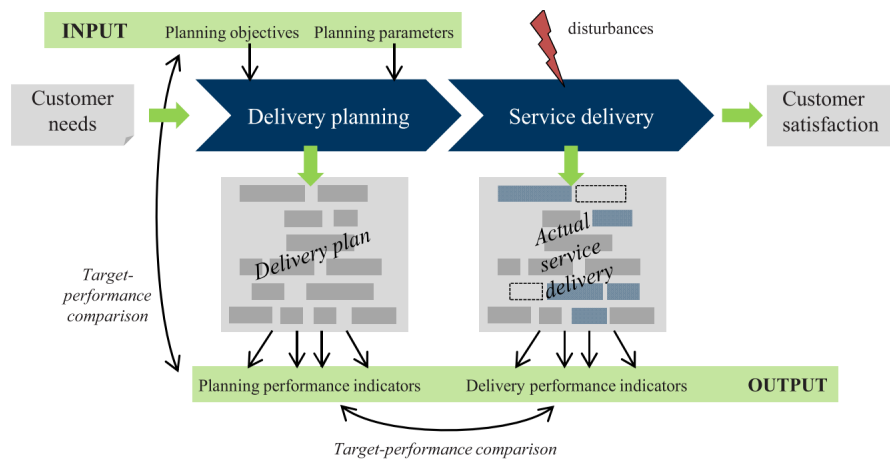 INPUT
Planning objectives
Planning parameters
disturbances
Customer
needs
Delivery planning
Service delivery
Customer
satisfaction
Delivery plan
Actual
service
delivery
Target-
performance
comparison
Planning performance indicators
Delivery performance indicators
OUTPUT
Target-performance comparison